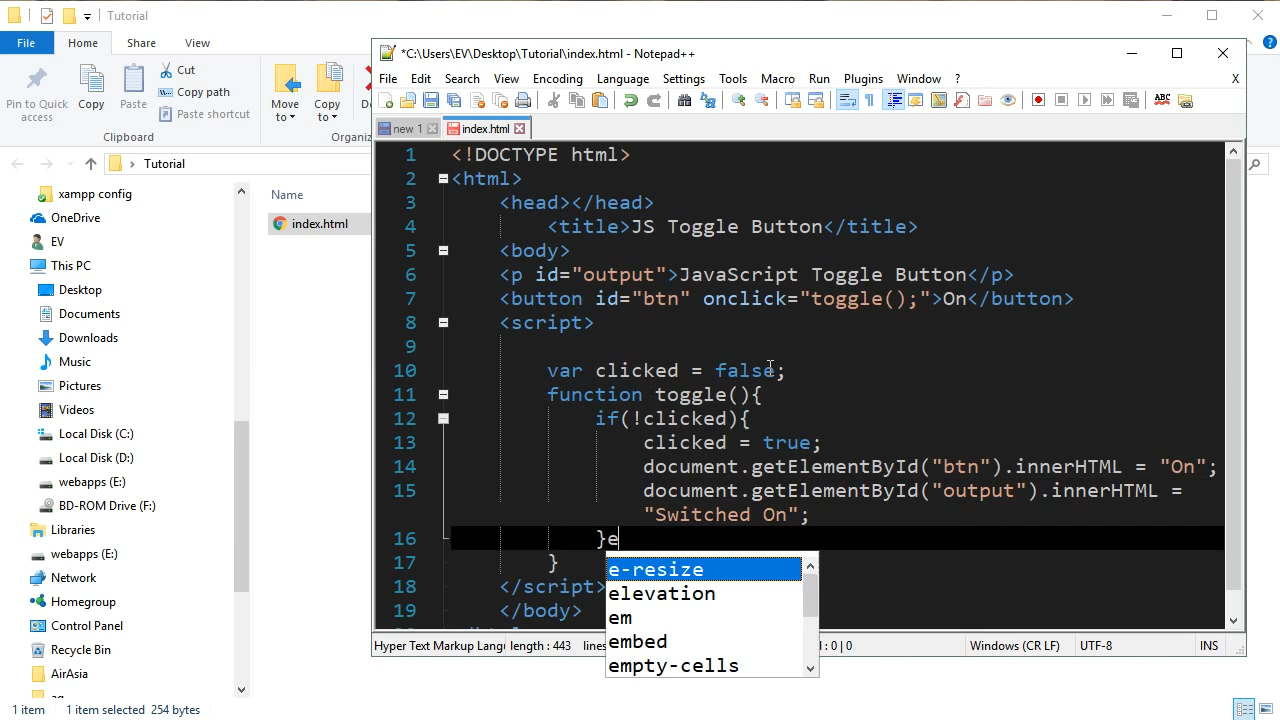 Tutorial
File Home Share View
Pin to Quick access
Copy
Paste
Cut
Copy path
Paste shortcut
Move to
Copy to
Clipboard
Organiz
Tutorial
xampp config
OneDrive
EV
This PC
Desktop
Documents
Downloads
Music
Pictures
Videos
Local Disk (C:)
Local Disk (D:)
webapps (E:)
BD-ROM Drive (F:)
Libraries
webapps (E:)
Network
Homegroup
Control Panel
Recycle Bin
AirAsia
Name
index.html
1 item 1 item selected 254 bytes
*C:\Users\EV\Desktop\Tutorial\index.html - Notepad++
File Edit Search View Encoding Language Settings Tools Macro Run Plugins Window ? X
ABC
new 1 index.html
1 <!DOCTYPE html>
2 <html>
3 <head></head>
4 <title>JS Toggle Button</title>
5 <body>
6 <p id="output">JavaScript Toggle Button</p>
7 <button id="btn" onclick="toggle();">On</button>
8 <script>
9
10 var clicked = false;
11 function toggle(){
12 if(!clicked){
13 clicked = true;
14 document.getElementById("btn").innerHTML = "On";
15 document.getElementById("output").innerHTML =
"Switched On";
16 }e
17 }
18 </script>
19 </body>
e-resize
elevation
em
embed
empty-cells
Hyper Text Markup Lang length : 443 lines : 0 | 0 Windows (CR LF) UTF-8 INS